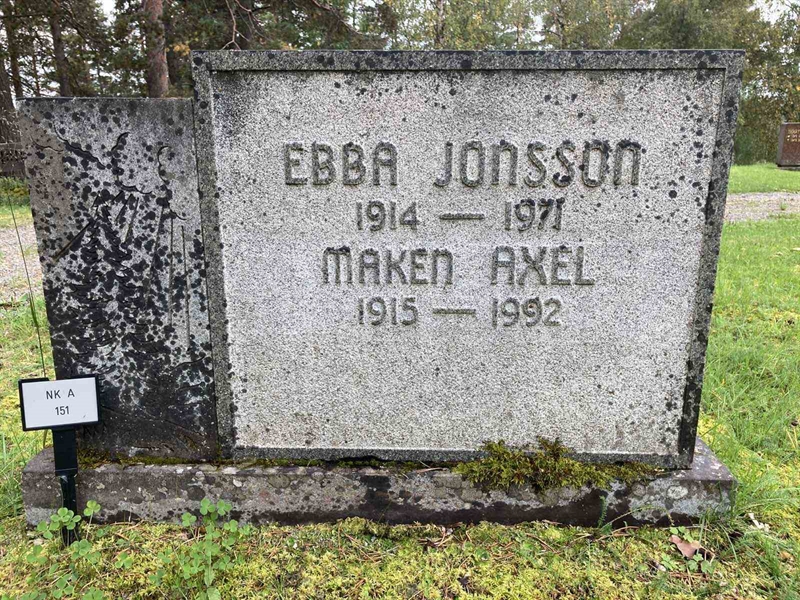 EBBA JONSSON
1914 — 1971
MAKEN AXEL
1915 — 1992
NK A
151